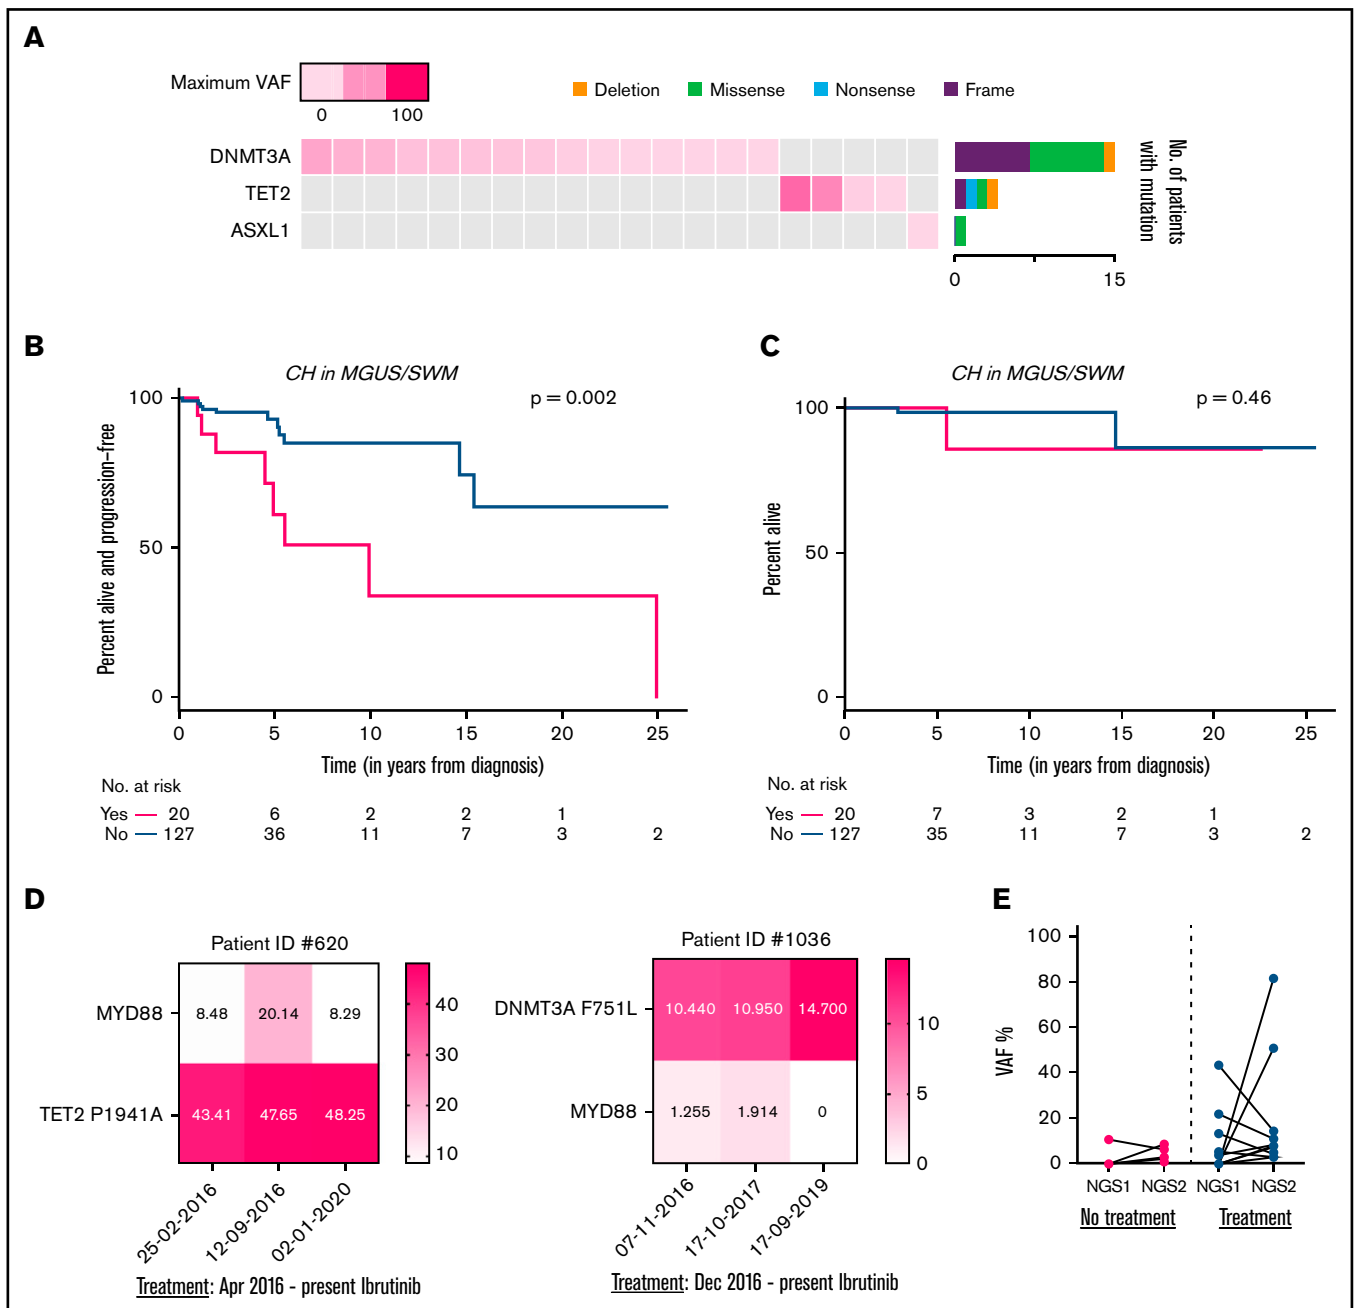 A
Maximum VAF
0 100
Deletion Missense Nonsense Frame
DNMT3A
TET2
ASXL1
No. of patients
with mutation
0 15
B
CH in MGUS/SWM
p = 0.002
Percent alive and progression–free
100
50
0
0 5 10 15 20 25
Time (in years from diagnosis)
No. at risk
Yes 20 6 2 2 1
No 127 36 11 7 3 2
C
CH in MGUS/SWM
p = 0.46
Percent alive
100
50
0
0 5 10 15 20 25
Time (in years from diagnosis)
No. at risk
Yes 20 7 3 2 1
No 127 35 11 7 3 2
D
Patient ID #620
MYD88 8.48 20.14 8.29
TET2 P1941A 43.41 47.65 48.25
40
30
20
10
25-02-2016 12-09-2016 02-01-2020
Treatment: Apr 2016 - present Ibrutinib
Patient ID #1036
DNMT3A F751L 10.440 10.950 14.700
MYD88 1.255 1.914 0
10
5
0
07-11-2016 17-10-2017 17-09-2019
Treatment: Dec 2016 - present Ibrutinib
E
VAF %
100
80
60
40
20
0
NGS1 NGS2 NGS1 NGS2
No treatment Treatment